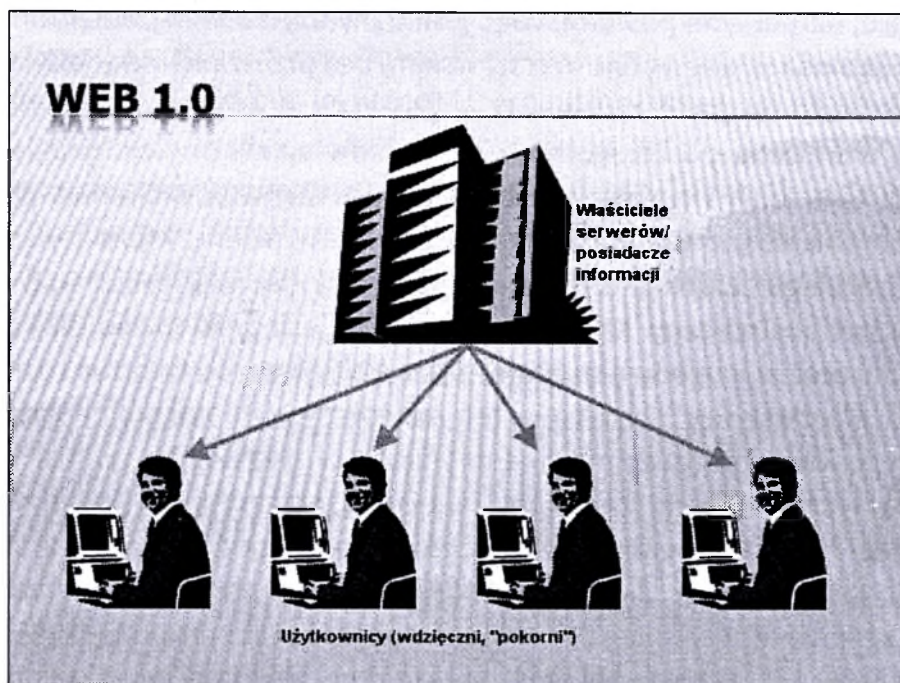 WEB 1.0
Właściciele
serwerów/
posiadacze
informacji
Użytkownicy (wdzięczni, "pokorni")